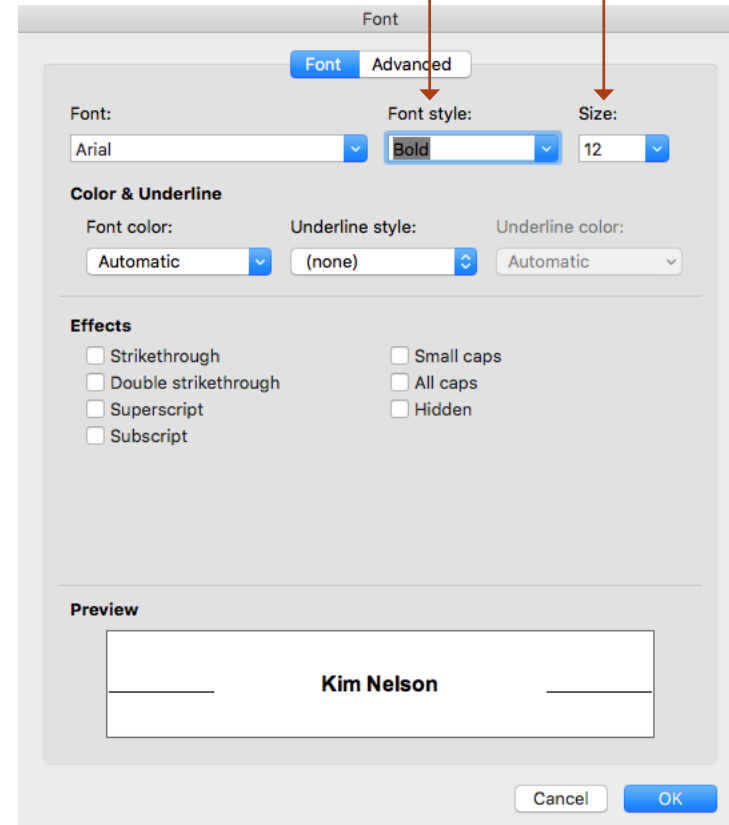 Font
Font Advanced
Font: Font style: Size:
Arial Bold 12
Color & Underline
Font color: Underline style: Underline color:
Automatic (none) Automatic
Effects
Strikethrough Small caps
Double strikethrough All caps
Superscript Hidden
Subscript
Preview
Kim Nelson
Cancel OK